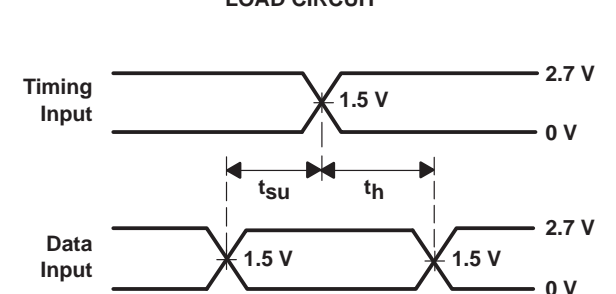 LOAD CIRCUIT
Timing
Input
2.7 V
1.5 V
0 V
tsu
th
Data
Input
2.7 V
1.5 V
1.5 V
0 V